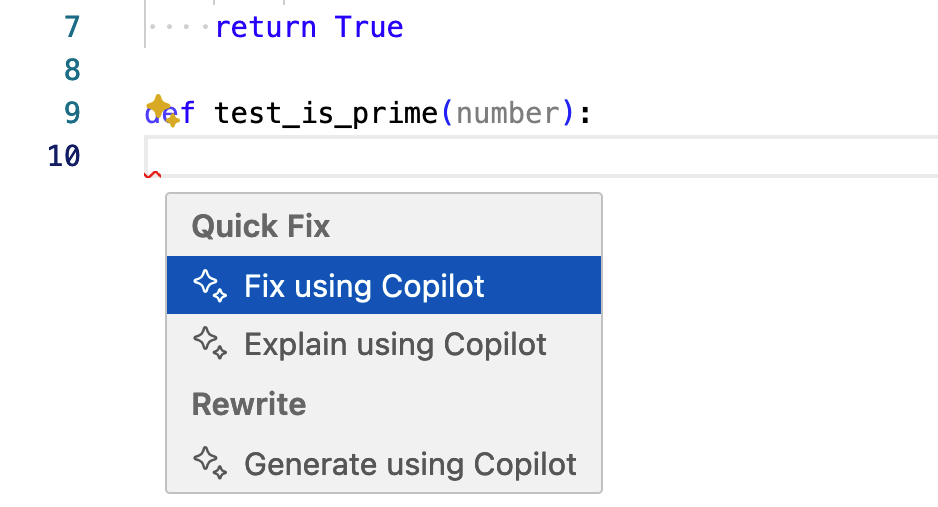 7 return True
8
9 def test_is_prime(number):
10
Quick Fix
Fix using Copilot
Explain using Copilot
Rewrite
Generate using Copilot